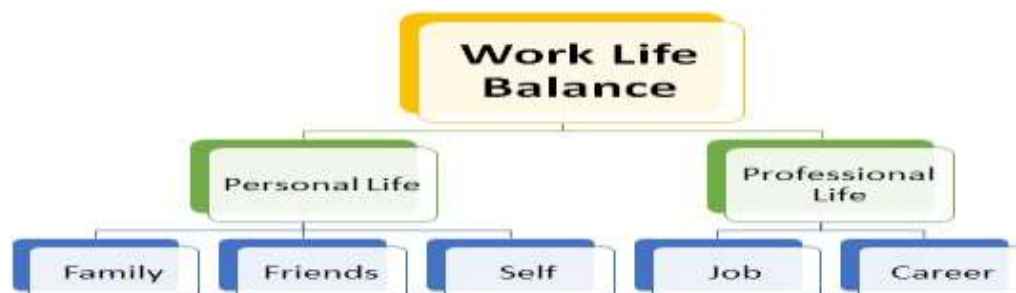 Work Life
Balance
Personal Life
Professional
Life
Family
Friends
Self
Job
Career